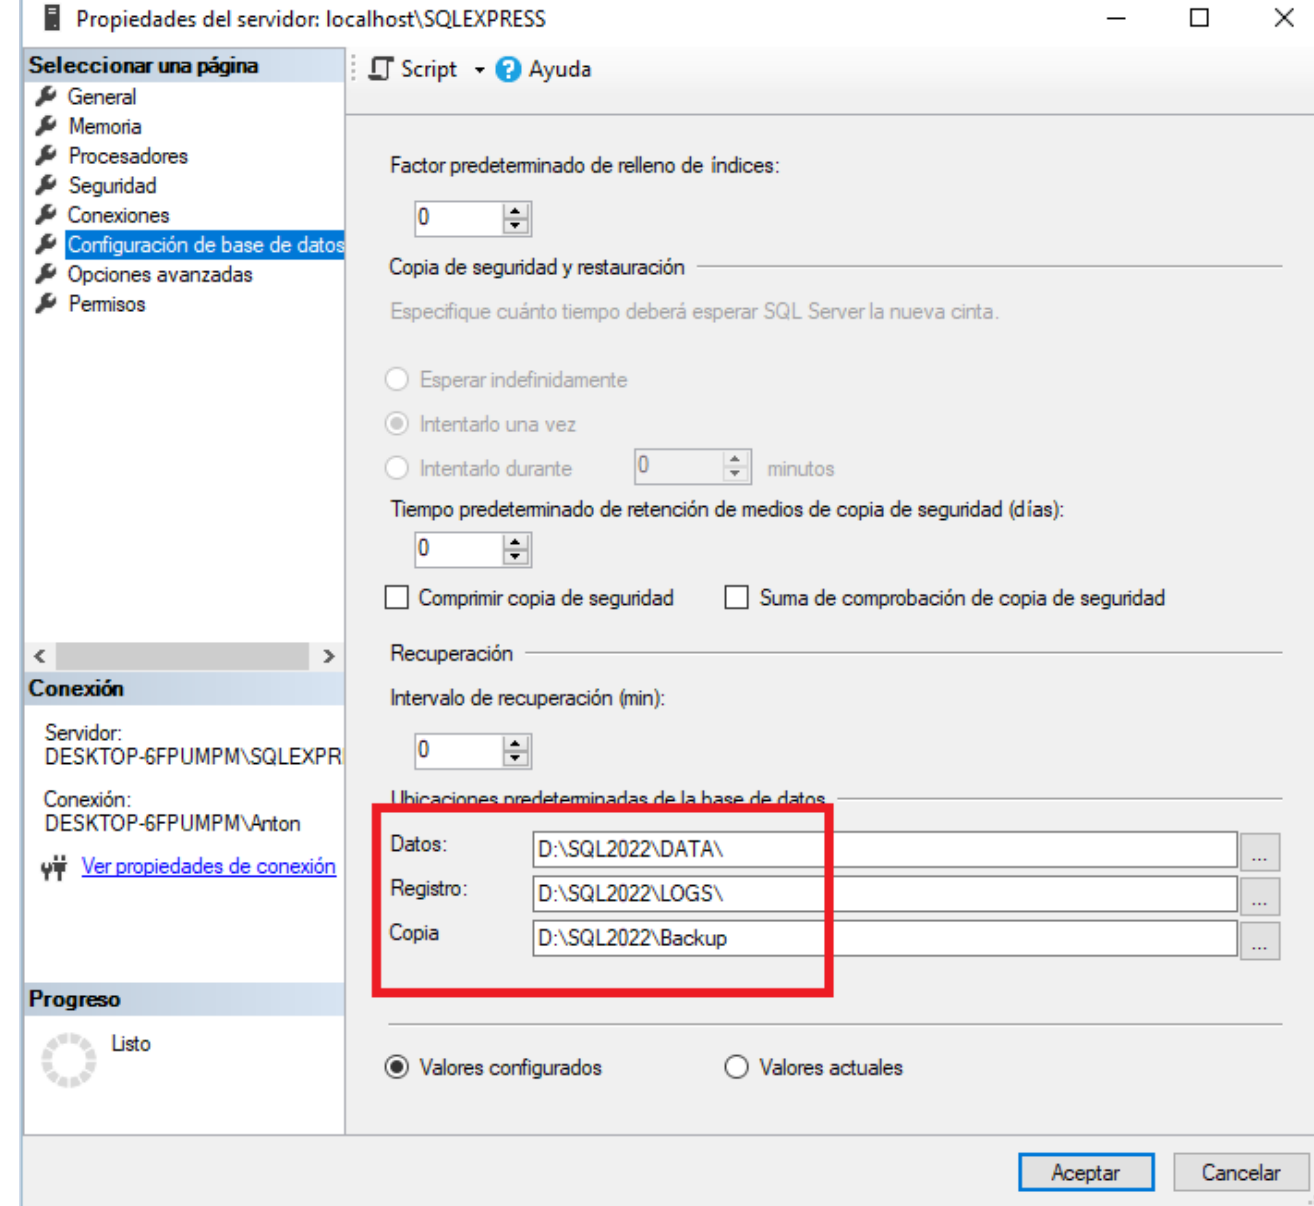 Propiedades del servidor: localhost\SQLEXPRESS
Seleccionar una página
General
Memoria
Procesadores
Seguridad
Conexiones
Configuración de base de datos
Opciones avanzadas
Permisos
Script
Ayuda
Factor predeterminado de relleno de índices:
0
Copia de seguridad y restauración
Especifique cuánto tiempo deberá esperar SQL Server la nueva cinta.
Esperar indefinidamente
Intentarlo una vez
Intentarlo durante 0 minutos
Tiempo predeterminado de retención de medios de copia de seguridad (días):
0
Comprimir copia de seguridad Suma de comprobación de copia de seguridad
Recuperación
Intervalo de recuperación (min):
0
Ubicaciones predeterminadas de la base de datos
Datos: D:\SQL2022\DATA\ ...
Registro: D:\SQL2022\LOGS\ ...
Copia D:\SQL2022\Backup ...
Valores configurados Valores actuales
Conexión
Servidor:
DESKTOP-6FPUMPM\SQLEXPR
Conexión:
DESKTOP-6FPUMPM\Anton
Ver propiedades de conexión
Progreso
Listo
Aceptar Cancelar